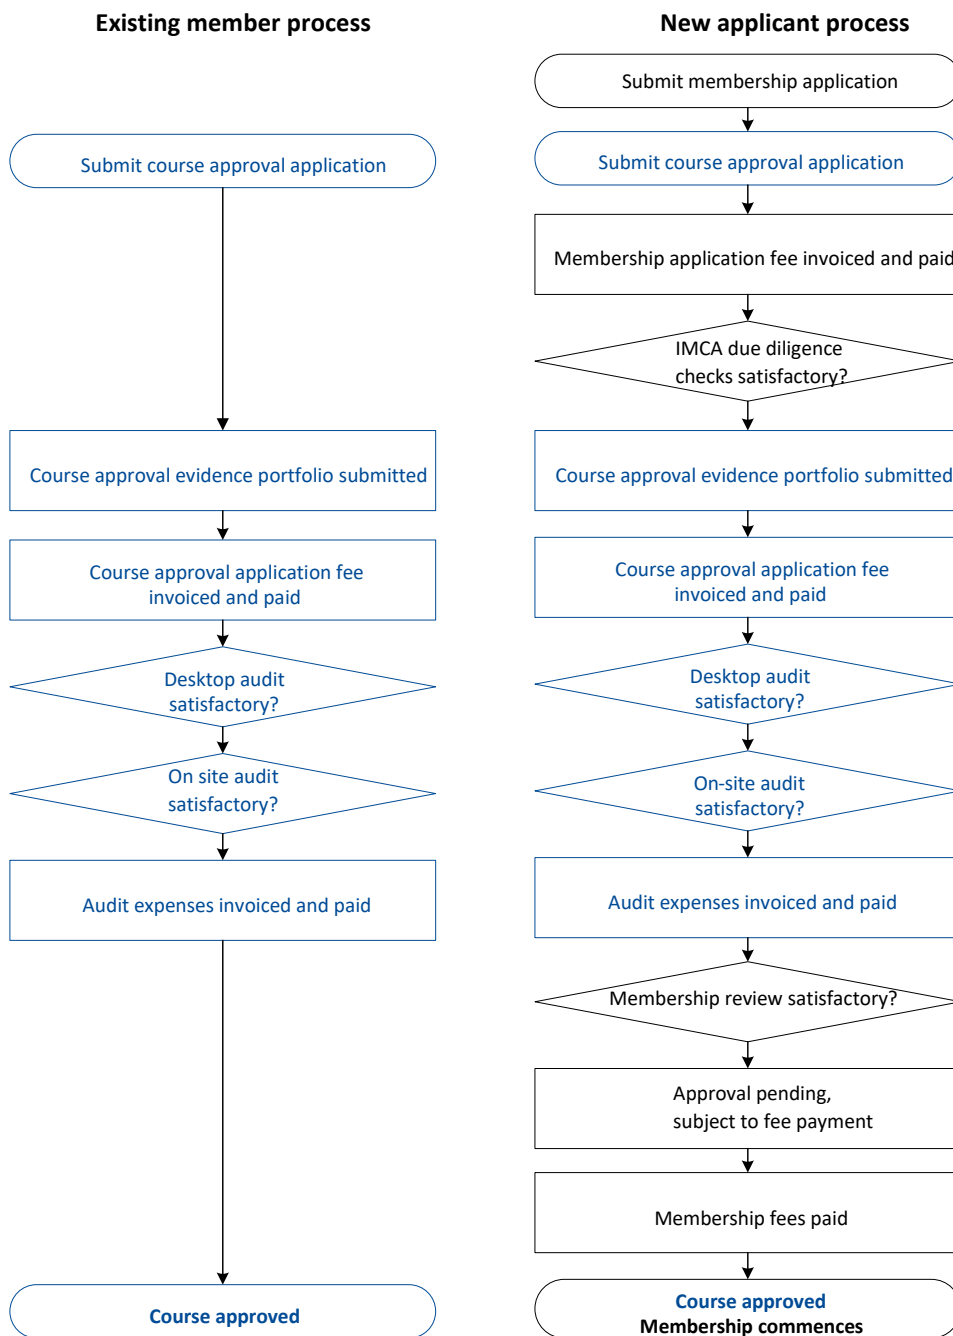 Existing member process
Submit course approval application
Course approval evidence portfolio submitted
Course approval application fee
invoiced and paid
Desktop audit
satisfactory?
On site audit
satisfactory?
Audit expenses invoiced and paid
Course approved
New applicant process
Submit membership application
Submit course approval application
Membership application fee invoiced and paid
IMCA due diligence
checks satisfactory?
Course approval evidence portfolio submitted
Course approval application fee
invoiced and paid
Desktop audit
satisfactory?
On-site audit
satisfactory?
Audit expenses invoiced and paid
Membership review satisfactory?
Approval pending,
subject to fee payment
Membership fees paid
Course approved
Membership commences